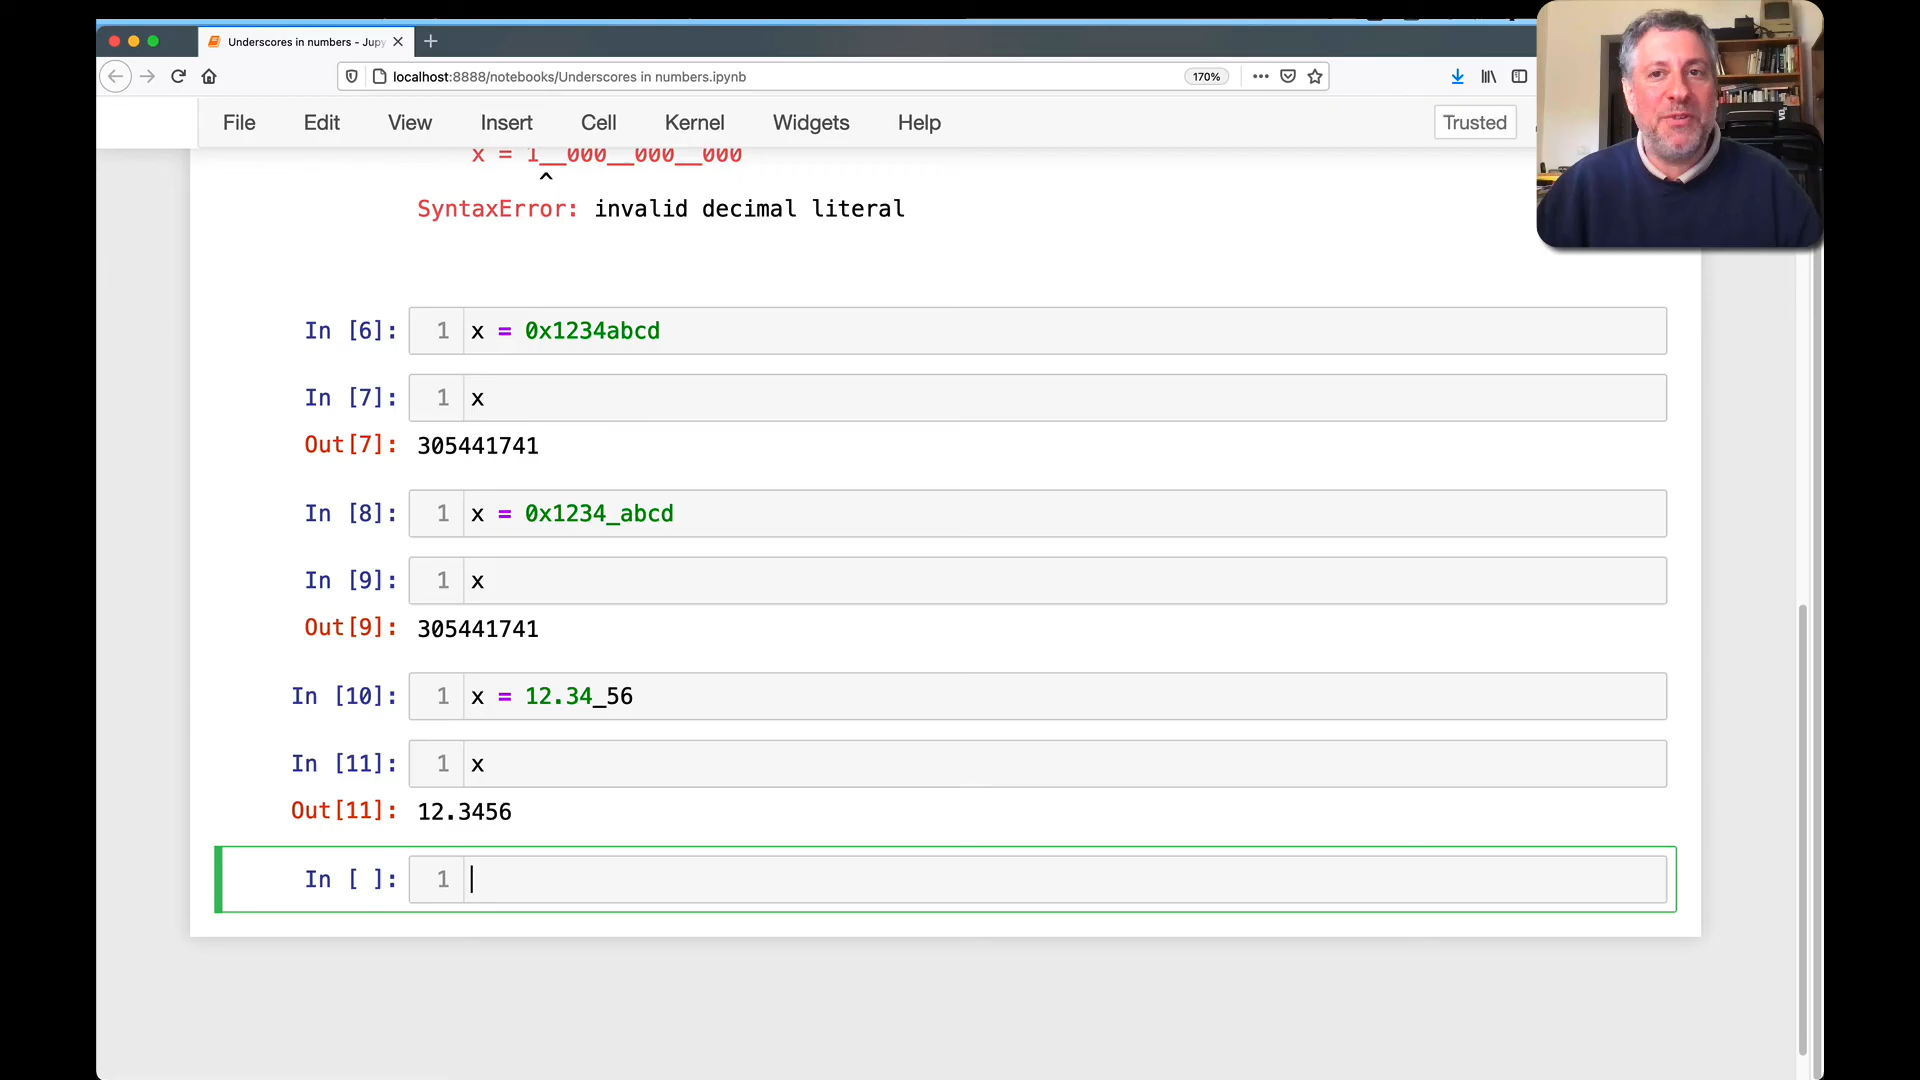 Underscores in numbers - Jupy
localhost:8888/notebooks/Underscores in numbers.ipynb
170%
File Edit View Insert Cell Kernel Widgets Help
Trusted
x = 1__000__000__000
^
SyntaxError: invalid decimal literal
In [6]: 1 x = 0x1234abcd
In [7]: 1 x
Out[7]: 305441741
In [8]: 1 x = 0x1234_abcd
In [9]: 1 x
Out[9]: 305441741
In [10]: 1 x = 12.34_56
In [11]: 1 x
Out[11]: 12.3456
In [ ]: 1